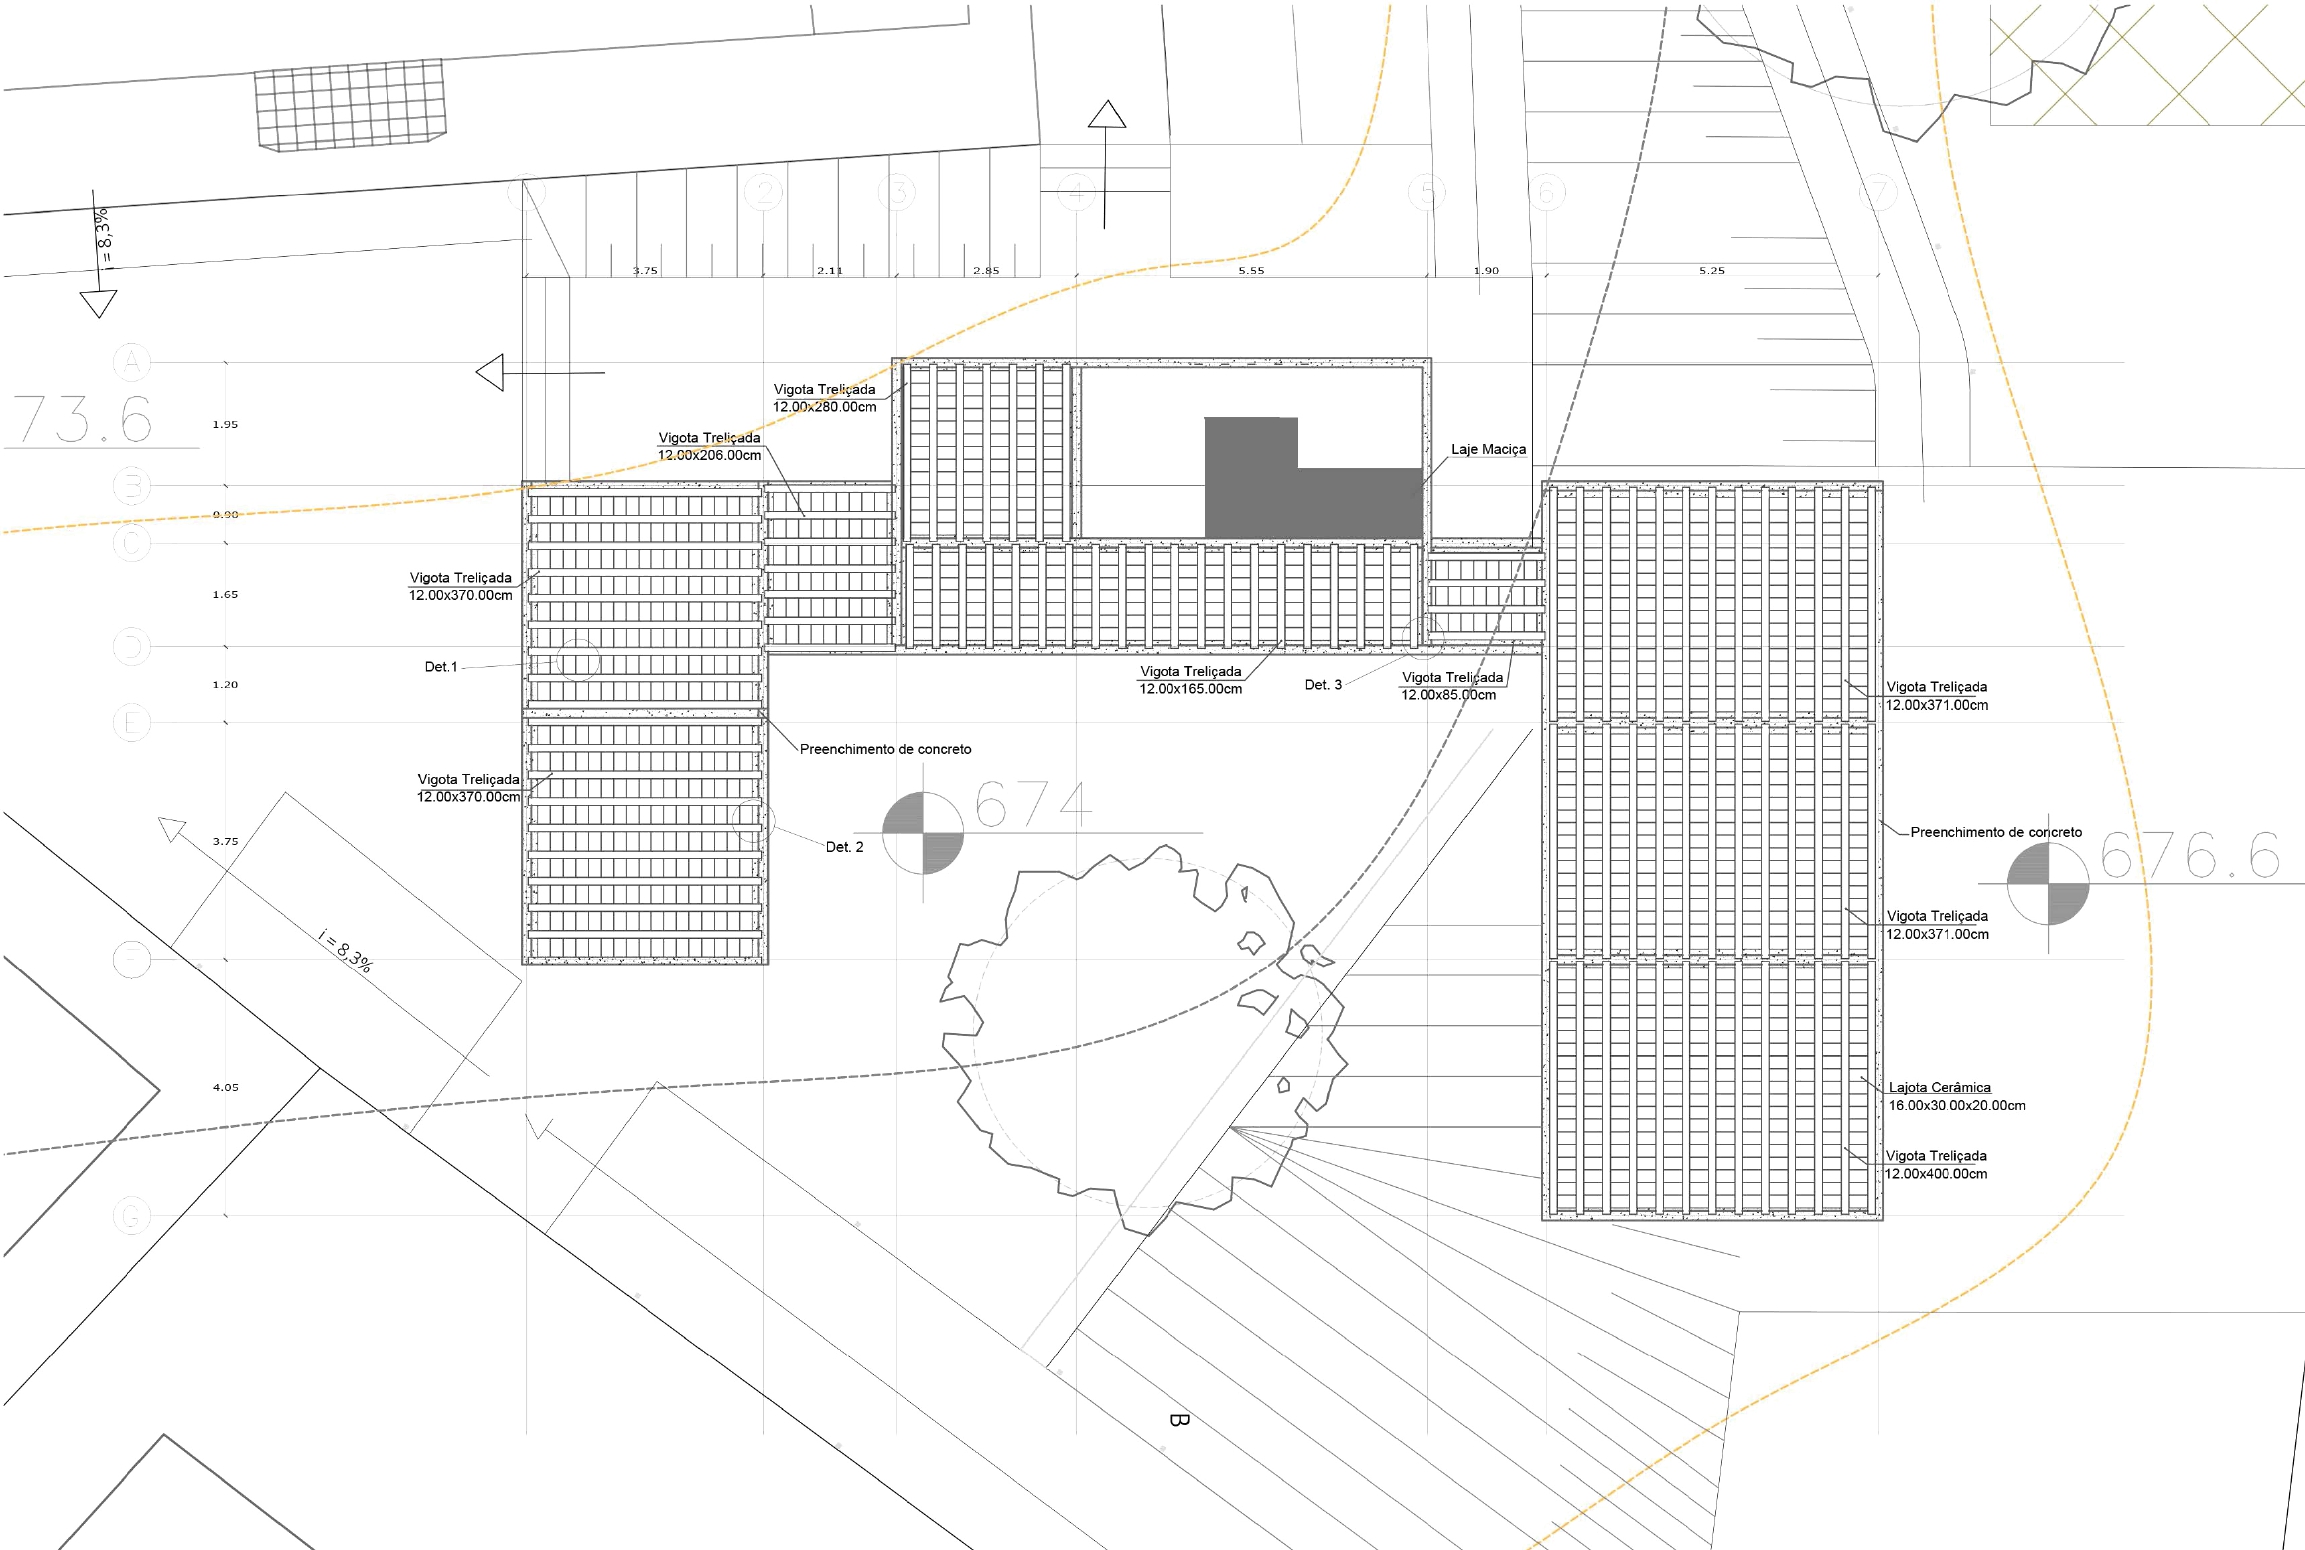 i = 8,3%
1
2
3
4
5
6
7
3.75
2.11
2.85
5.55
1.90
5.25
A
73.6
1.95
Vigota Treliçada
12.00x280.00cm
Vigota Treliçada
12.00x206.00cm
Laje Maciça
B
0.90
C
Vigota Treliçada
12.00x370.00cm
1.65
D
Det.1
1.20
Vigota Treliçada
12.00x165.00cm
Det. 3
Vigota Treliçada
12.00x85.00cm
Vigota Treliçada
12.00x371.00cm
E
Preenchimento de concreto
Vigota Treliçada
12.00x370.00cm
674
3.75
Det. 2
Preenchimento de concreto
676.6
Vigota Treliçada
12.00x371.00cm
i = 8,3%
F
4.05
Lajota Cerâmica
16.00x30.00x20.00cm
Vigota Treliçada
12.00x400.00cm
G
B